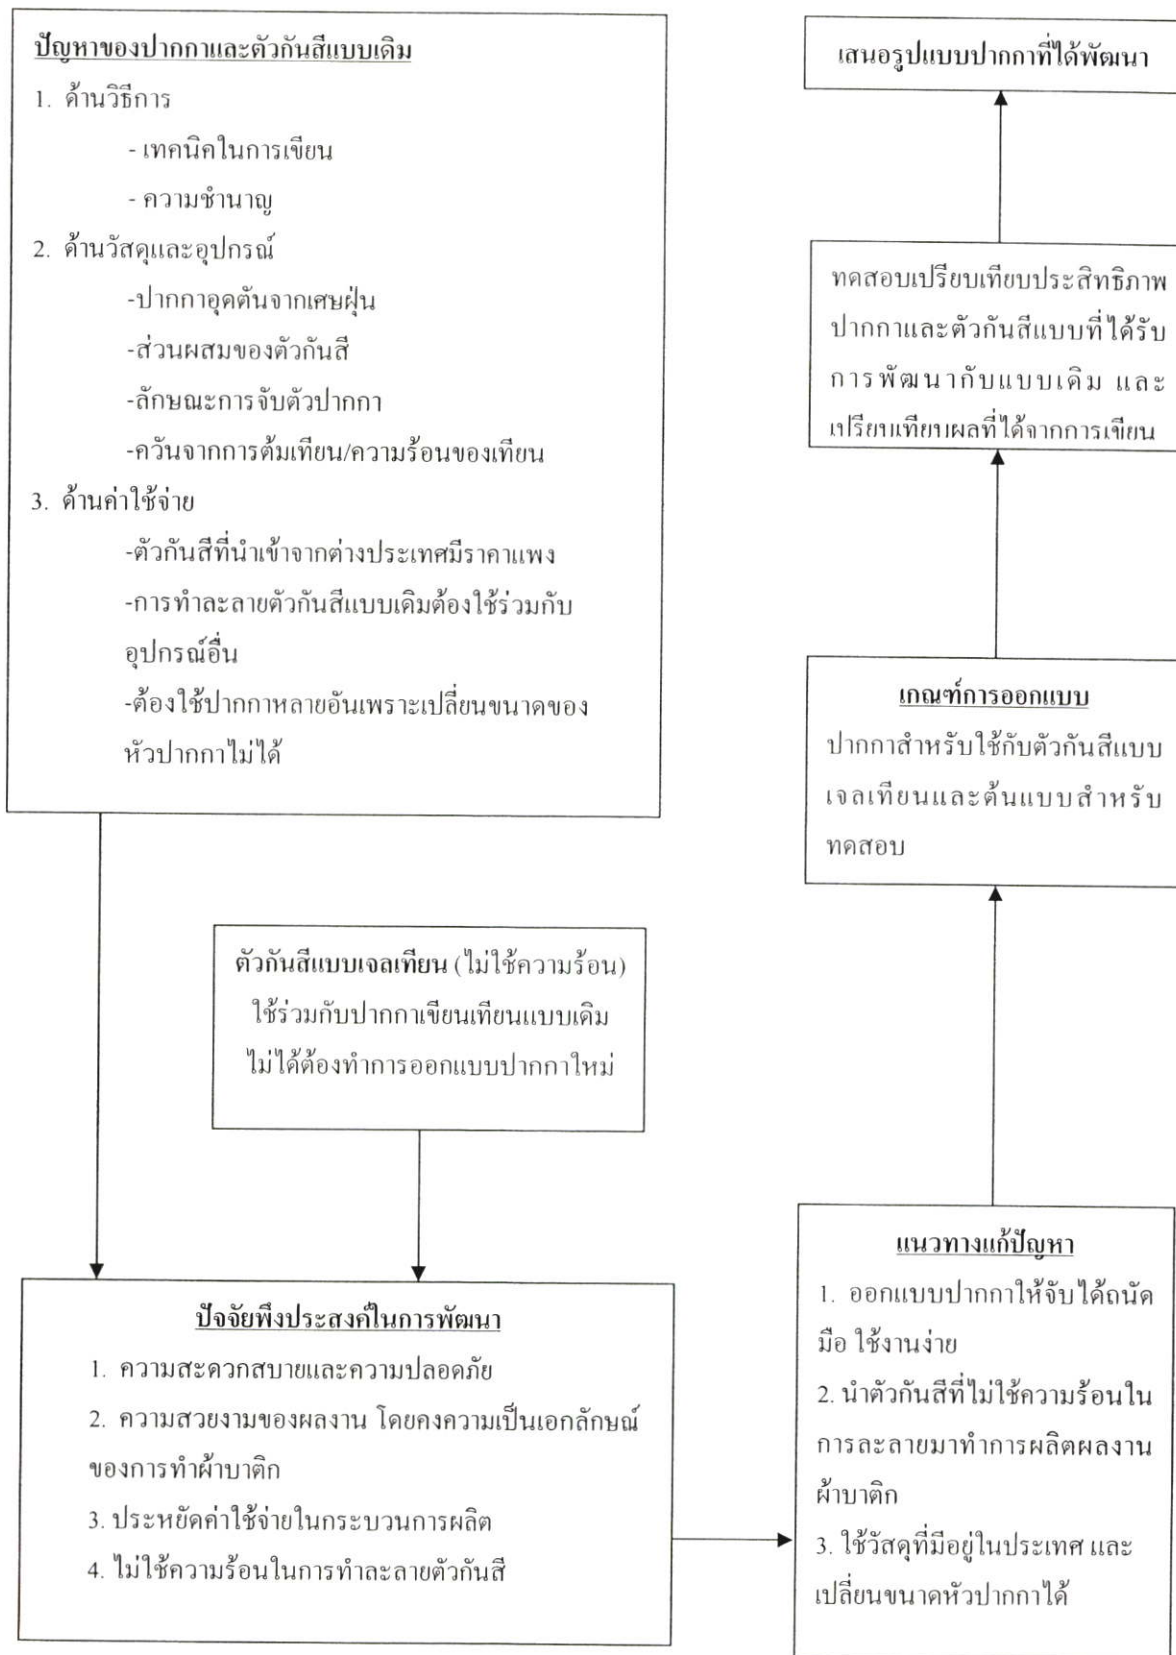 ปัญหาของปากกาและตัวกันสีแบบเดิม
1. ด้านวิธีการ
- เทคนิคในการเขียน
- ความชำนาญ
2. ด้านวัสดุและอุปกรณ์
-ปากกาอุดตันจากเศษฝุ่น
-ส่วนผสมของตัวกันสี
-ลักษณะการจับตัวปากกา
-ควันจากการต้มเทียน/ความร้อนของเทียน
3. ด้านค่าใช้จ่าย
-ตัวกันสีที่นำเข้าจากต่างประเทศมีราคาแพง
-การทำละลายตัวกันสีแบบเดิมต้องใช้ร่วมกับ
อุปกรณ์อื่น
-ต้องใช้ปากกาหลายอันเพราะเปลี่ยนขนาดของ
หัวปากกาไม่ได้
ตัวกันสีแบบเจลเทียน (ไม่ใช้ความร้อน)
ใช้ร่วมกับปากกาเขียนเทียนแบบเดิม
ไม่ได้ต้องทำการออกแบบปากกาใหม่
ปัจจัยพึงประสงค์ในการพัฒนา
1. ความสะดวกสบายและความปลอดภัย
2. ความสวยงามของผลงาน โดยคงความเป็นเอกลักษณ์
ของการทำผ้าบาติก
3. ประหยัดค่าใช้จ่ายในกระบวนการผลิต
4. ไม่ใช้ความร้อนในการทำละลายตัวกันสี
แนวทางแก้ปัญหา
1. ออกแบบปากกาให้จับได้ถนัด
มือ ใช้งานง่าย
2. นำตัวกันสีที่ไม่ใช้ความร้อนใน
การละลายมาทำการผลิตผลงาน
ผ้าบาติก
3. ใช้วัสดุที่มีอยู่ในประเทศ และ
เปลี่ยนขนาดหัวปากกาได้
เกณฑ์การออกแบบ
ปากกาสำหรับใช้กับตัวกันสีแบบ
เจลเทียนและต้นแบบสำหรับ
ทดสอบ
ทดสอบเปรียบเทียบประสิทธิภาพ
ปากกาและตัวกันสีแบบที่ได้รับ
การพัฒนากับแบบเดิม และ
เปรียบเทียบผลที่ได้จากการเขียน
เสนอรูปแบบปากกาที่ได้พัฒนา